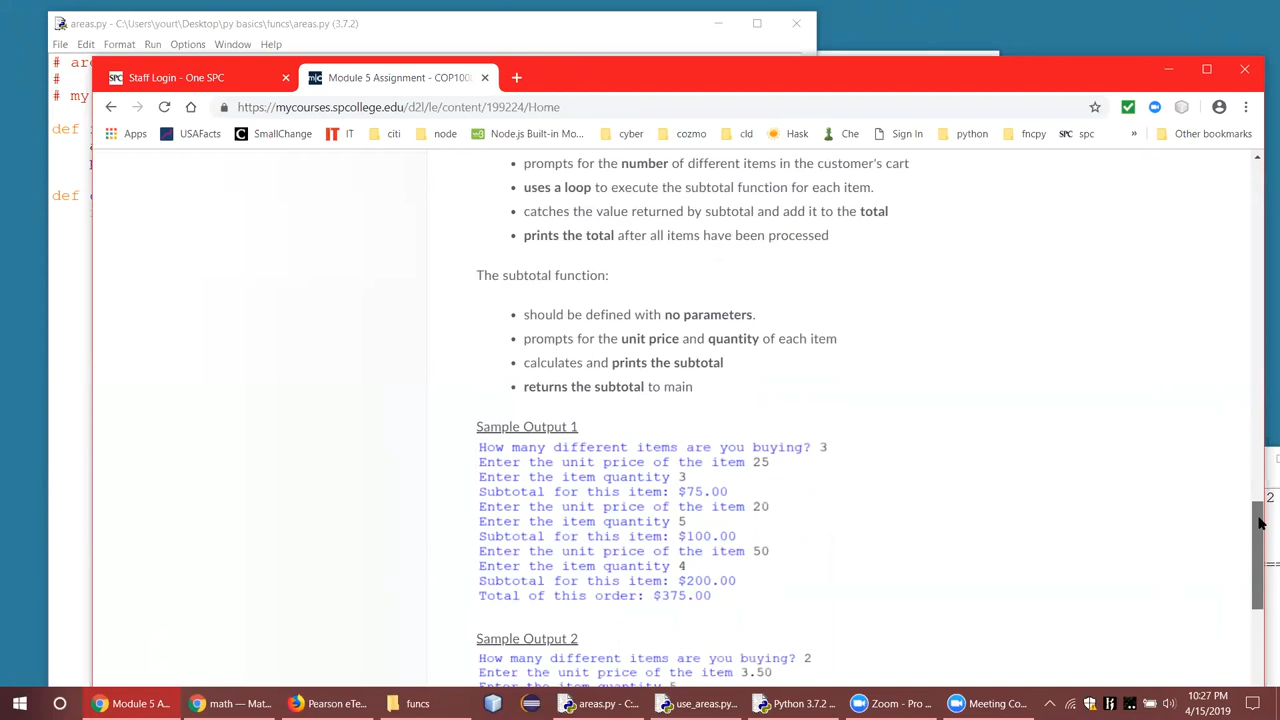 areas.py - C:\Users\yourt\Desktop\py basics\funcs\areas.py (3.7.2)
File Edit Format Run Options Window Help
# are
#
# my
def
def
SPC Staff Login - One SPC
Module 5 Assignment - COP100
https://mycourses.spcollege.edu/d2l/le/content/199224/Home
Apps USAFacts SmallChange IT citi node Node.js Built-in Mo... cyber cozmo cld Hask Che Sign In python fncpy SPC spc » Other bookmarks
• prompts for the number of different items in the customer's cart
• uses a loop to execute the subtotal function for each item.
• catches the value returned by subtotal and add it to the total
• prints the total after all items have been processed
The subtotal function:
• should be defined with no parameters.
• prompts for the unit price and quantity of each item
• calculates and prints the subtotal
• returns the subtotal to main
Sample Output 1
How many different items are you buying? 3
Enter the unit price of the item 25
Enter the item quantity 3
Subtotal for this item: $75.00
Enter the unit price of the item 20
Enter the item quantity 5
Subtotal for this item: $100.00
Enter the unit price of the item 50
Enter the item quantity 4
Subtotal for this item: $200.00
Total of this order: $375.00
Sample Output 2
How many different items are you buying? 2
Enter the unit price of the item 3.50
Enter the item quantity 5
2
==
Module 5 A... math — Mat... Pearson eTe... funcs areas.py - C:... use_areas.py... Python 3.7.2 ... Zoom - Pro ... Meeting Co...
10:27 PM
4/15/2019